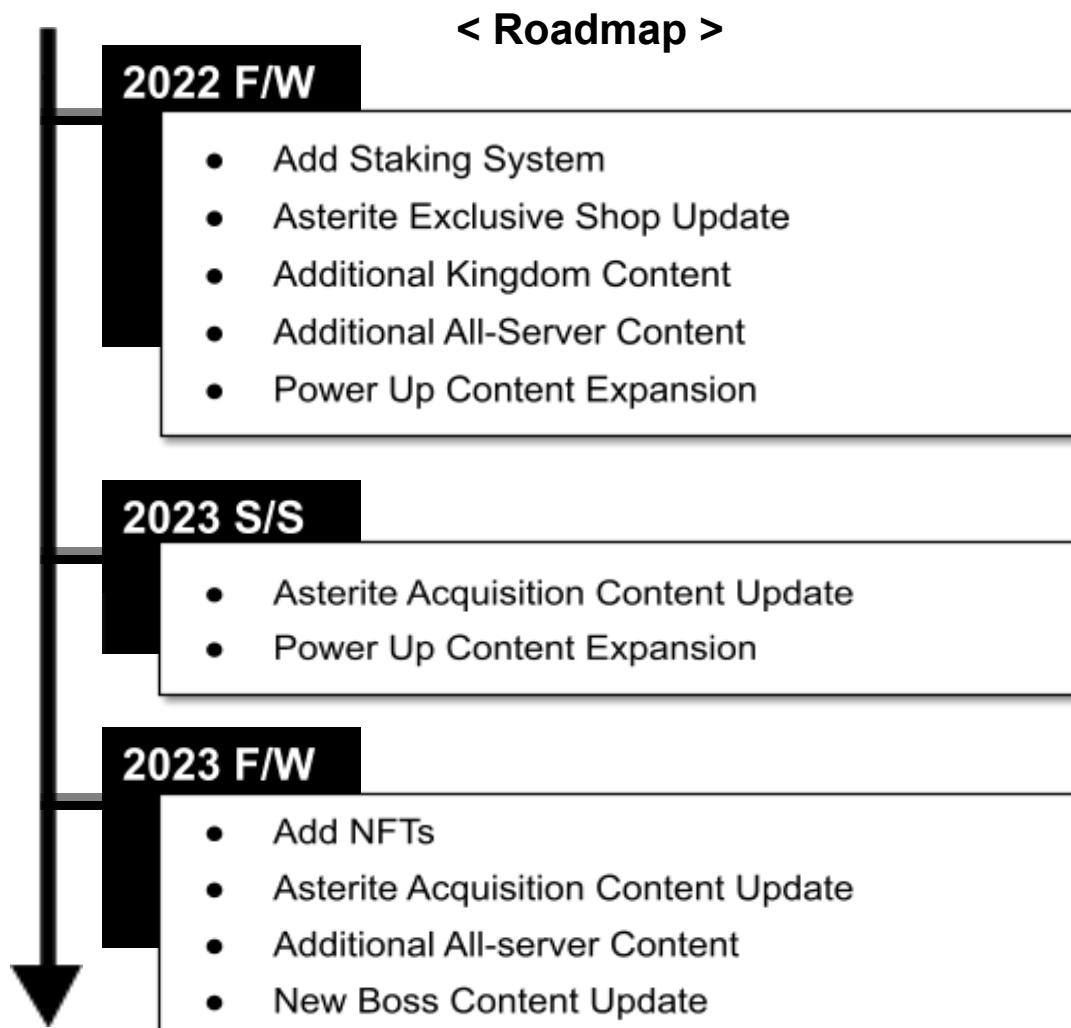 < Roadmap >
2022 F/W
● Add Staking System
● Asterite Exclusive Shop Update
● Additional Kingdom Content
● Additional All-Server Content
● Power Up Content Expansion
2023 S/S
● Asterite Acquisition Content Update
● Power Up Content Expansion
2023 F/W
● Add NFTs
● Asterite Acquisition Content Update
● Additional All-server Content
● New Boss Content Update